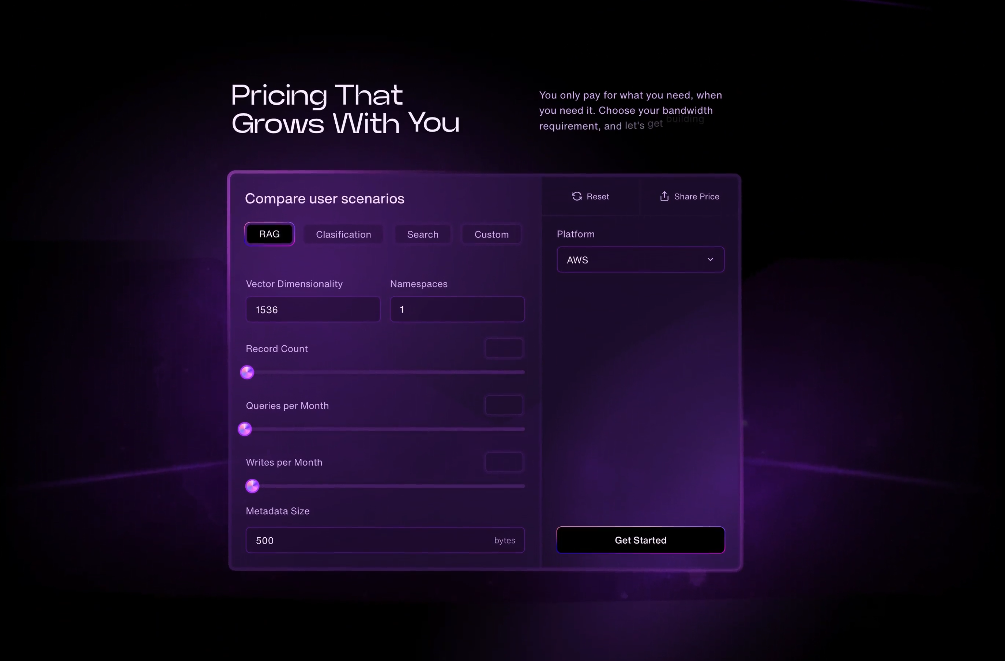 Pricing That
Grows With You
You only pay for what you need, when
you need it. Choose your bandwidth
requirement, and let's get
Compare user scenarios
Reset
Share Price
RAG
Clasification
Search
Custom
Platform
AWS
Vector Dimensionality
Namespaces
1536
1
Record Count
Queries per Month
Writes per Month
Metadata Size
500
bytes
Get Started